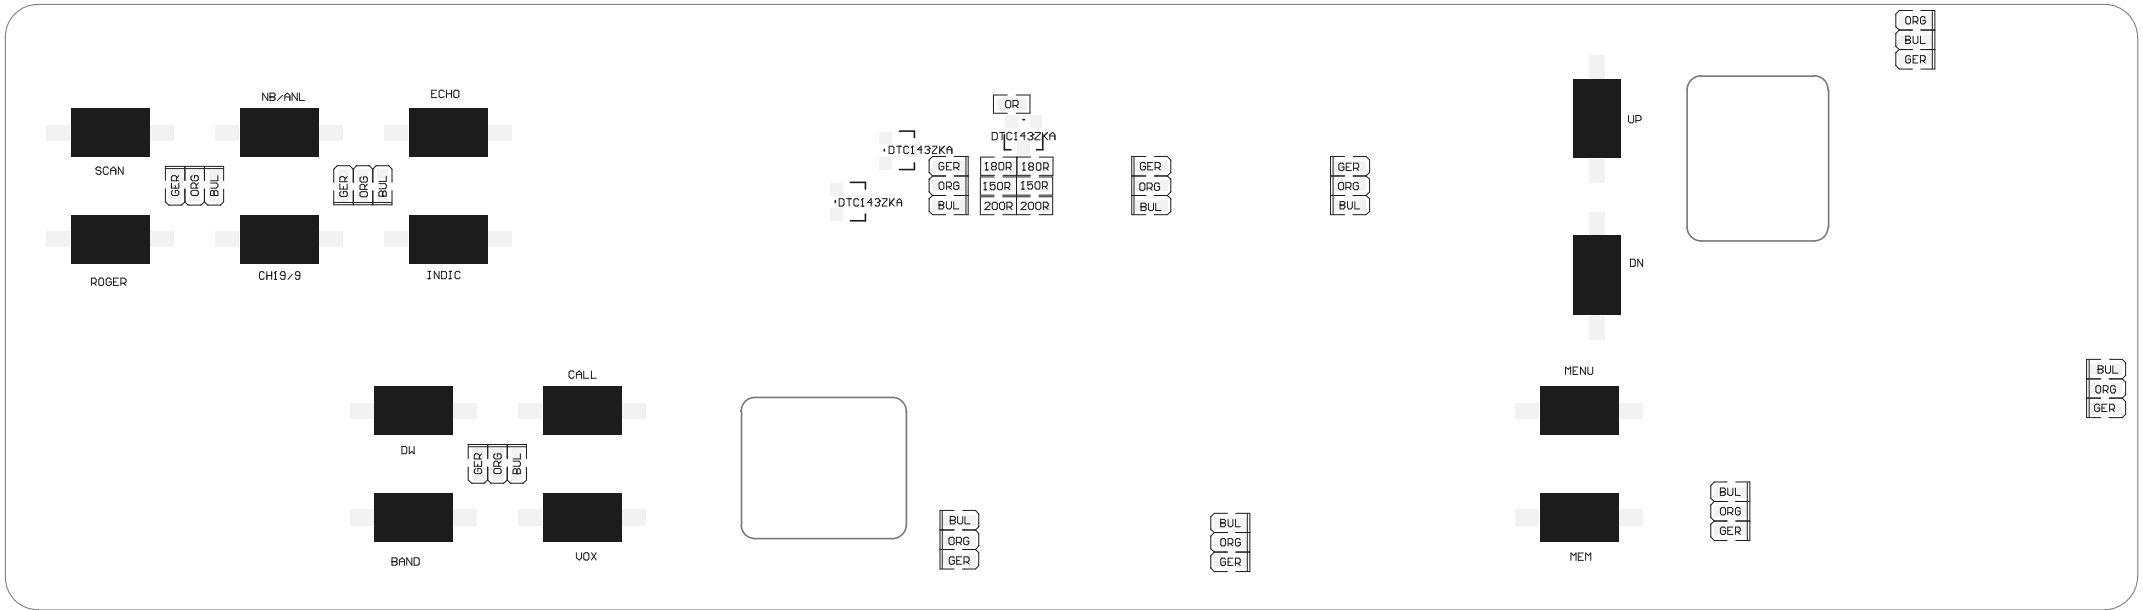 ORG
BUL
GER
NB/ANL
ECHO
SCAN
GER ORG BUL
GER ORG BUL
ROGER
CH19/9
INDIC
OR
DTC143ZKA
DTC143ZKA
DTC143ZKA
GER
ORG
BUL
180R 180R
150R 150R
200R 200R
GER
ORG
BUL
GER
ORG
BUL
UP
DN
CALL
DW
GER ORG BUL
BAND
VOX
BUL
ORG
GER
BUL
ORG
GER
MENU
MEM
BUL
ORG
GER
BUL
ORG
GER